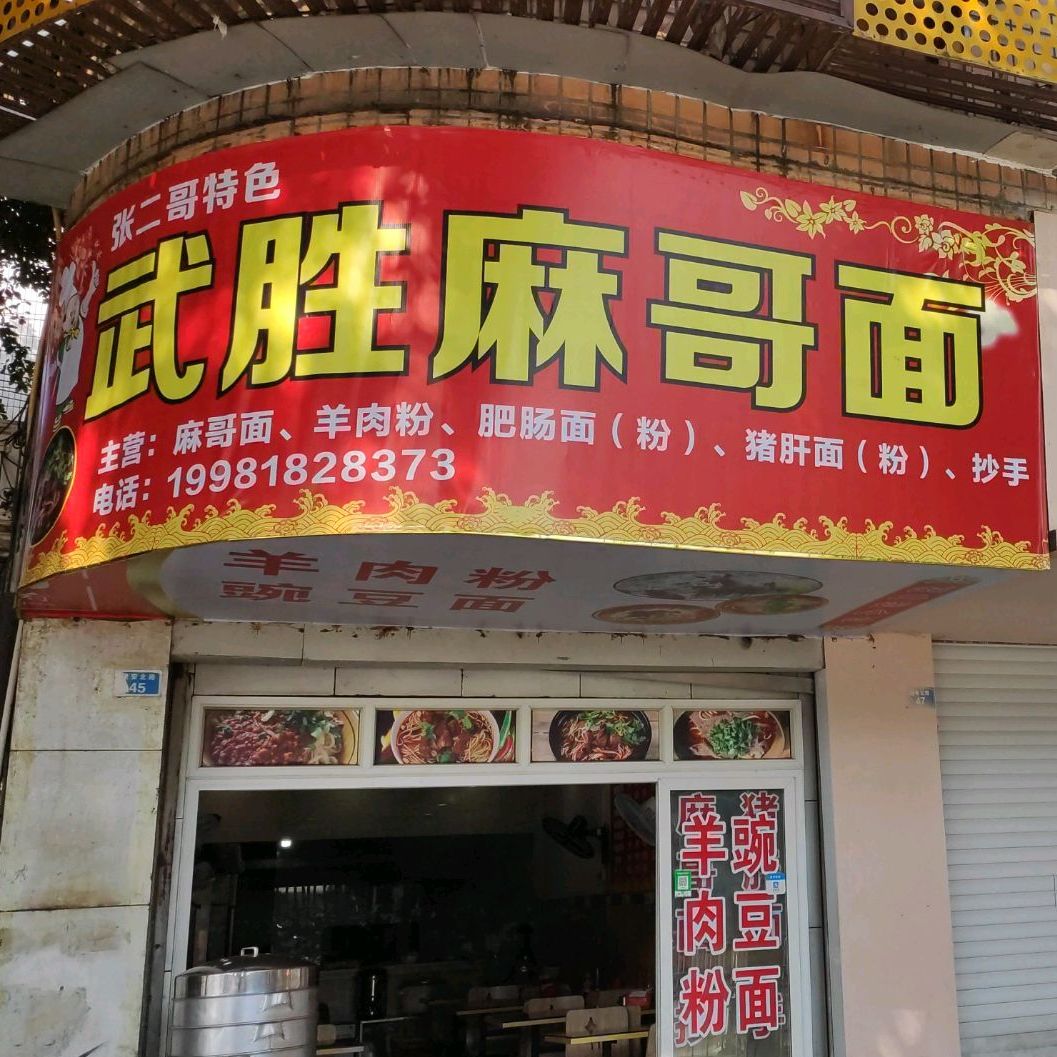 张二哥特色
武胜麻哥面
主营：麻哥面、羊肉粉、肥肠面（粉）、猪肝面（粉）、抄手
电话：19981828373
羊肉粉
豌豆面
45
47
豌豆面
羊肉粉